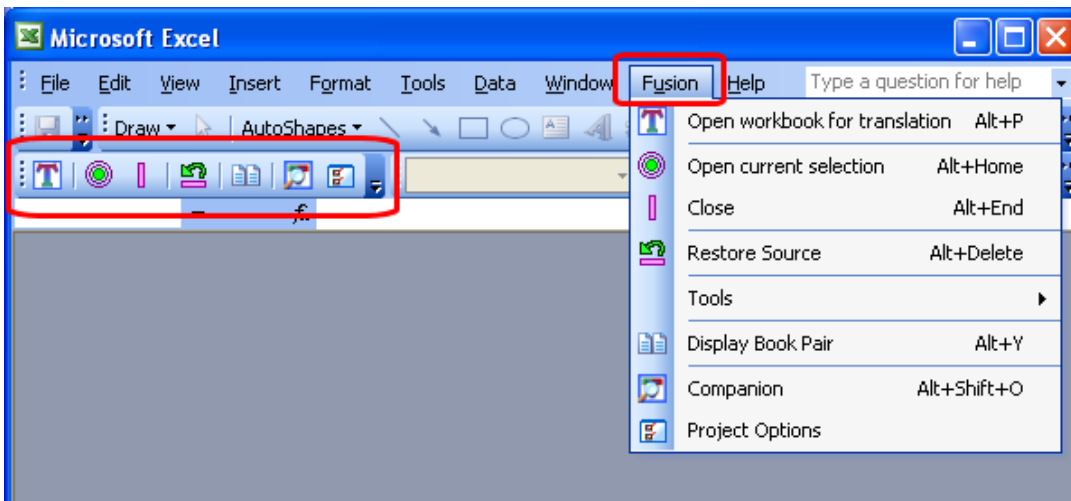 Microsoft Excel
File Edit View Insert Format Tools Data Window Fusion Help Type a question for help
Draw AutoShapes
Open workbook for translation Alt+P
Open current selection Alt+Home
Close Alt+End
Restore Source Alt+Delete
Tools
Display Book Pair Alt+Y
Companion Alt+Shift+O
Project Options